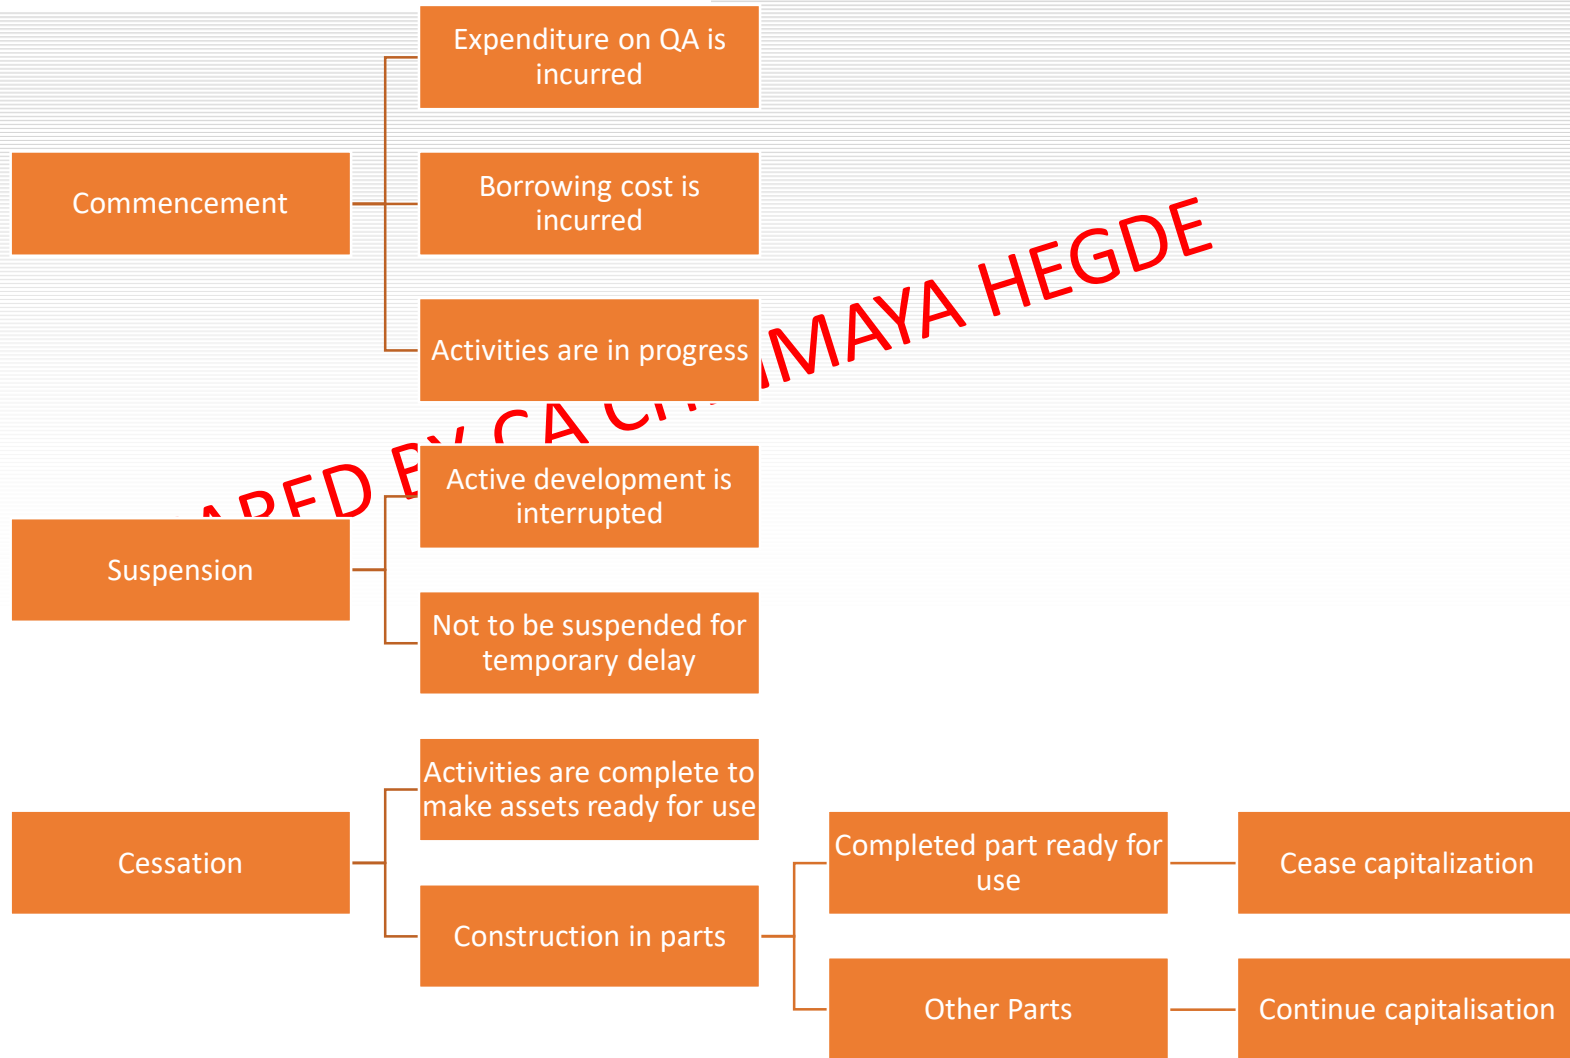 Expenditure on QA is
incurred
Commencement
Borrowing cost is
incurred
Activities are in progress
BY CA MAYA HEGDE
Suspension
Active development is
interrupted
Not to be suspended for
temporary delay
Cessation
Activities are complete to
make assets ready for use
Construction in parts
Completed part ready for
use
Cease capitalization
Other Parts
Continue capitalisation